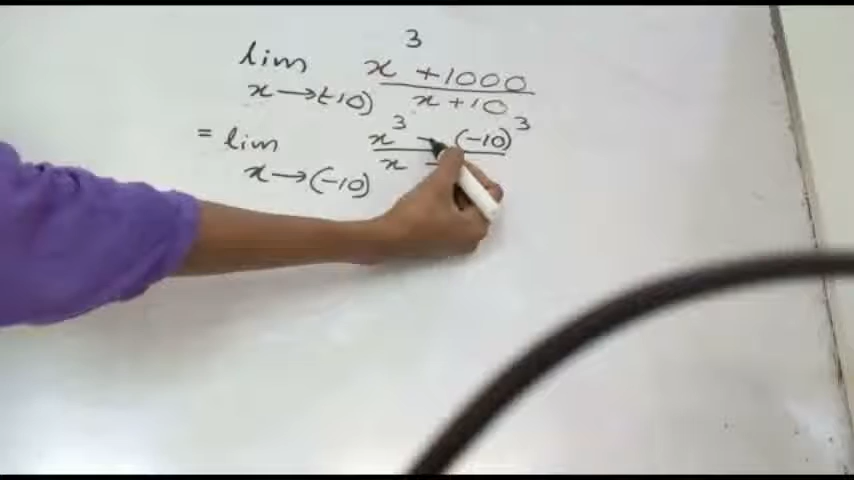 lim x→(-10) x³ + 1000 / x + 10
= lim x→(-10) x³ - (-10)³ / x -